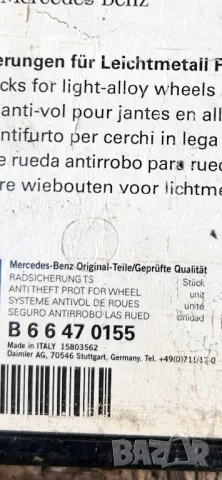 Mercedes Benz
erungen für Leichtmetall F
cks for light-alloy wheels
anti-vol pour jantes en all
ntifurto per cerchi in lega
e rueda antirrobo para rued
re wiebouten voor lichtme
Mercedes-Benz Original-Teile/Geprüfte Qualität
RADSICHERUNG TS Stück
ANTI THEFT PROT FOR WHEEL unit
SYSTEME ANTIVOL DE ROUES unité
SEGURO ANTIRROBO LAS RUED unidad
B 6 6 47 0155
Made in ITALY 15803562
Daimler AG, 70546 Stuttgart, Germany. Tel. +49(0)711/17-0
bazar.bg